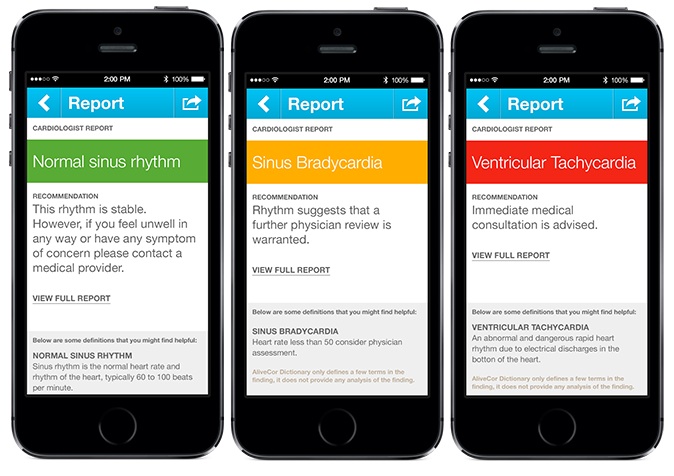 2:00 PM
100%
Report
CARDIOLOGIST REPORT
Normal sinus rhythm
RECOMMENDATION
This rhythm is stable.
However, if you feel unwell in
any way or have any symptom
of concern please contact a
medical provider.
VIEW FULL REPORT
Below are some definitions that you might find helpful:
NORMAL SINUS RHYTHM
Sinus rhythm is the normal heart rate and
rhythm of the heart, typically 60 to 100 beats
per minute.
2:00 PM
100%
Report
CARDIOLOGIST REPORT
Sinus Bradycardia
RECOMMENDATION
Rhythm suggests that a
further physician review is
warranted.
VIEW FULL REPORT
Below are some definitions that you might find helpful:
SINUS BRADYCARDIA
Heart rate less than 50 consider physician
assessment.
AliveCor Dictionary only defines a few terms in the
finding, it does not provide any analysis of the finding.
2:00 PM
100%
Report
CARDIOLOGIST REPORT
Ventricular Tachycardia
RECOMMENDATION
Immediate medical
consultation is advised.
VIEW FULL REPORT
Below are some definitions that you might find helpful:
VENTRICULAR TACHYCARDIA
An abnormal and dangerous rapid heart
rhythm due to electrical discharges in the
botton of the heart.
AliveCor Dictionary only defines a few terms in the
finding, it does not provide any analysis of the finding.